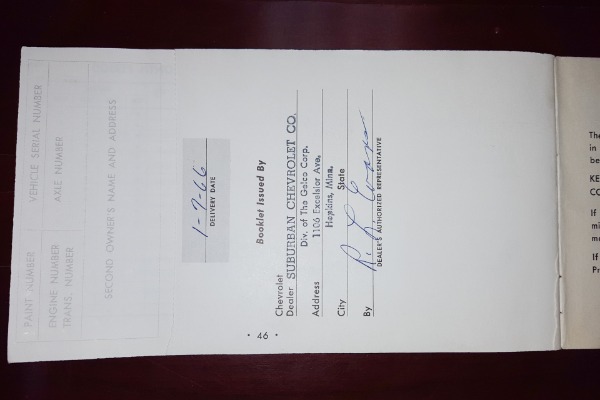 PAINT NUMBER
VEHICLE SERIAL NUMBER
ENGINE NUMBER
AXLE NUMBER
TRANS. NUMBER
SECOND OWNER'S NAME AND ADDRESS
1-7-66
DELIVERY DATE
Booklet Issued By
Chevrolet
Dealer SUBURBAN CHEVROLET CO.
Div. of The Galco Corp.
Address 1106 Excelsior Ave.
Hopkins, Minn.
City State
By
DEALER'S AUTHORIZED REPRESENTATIVE
• 46 •
The
in
be
KE
CO
If
mi
ma
If
Pr